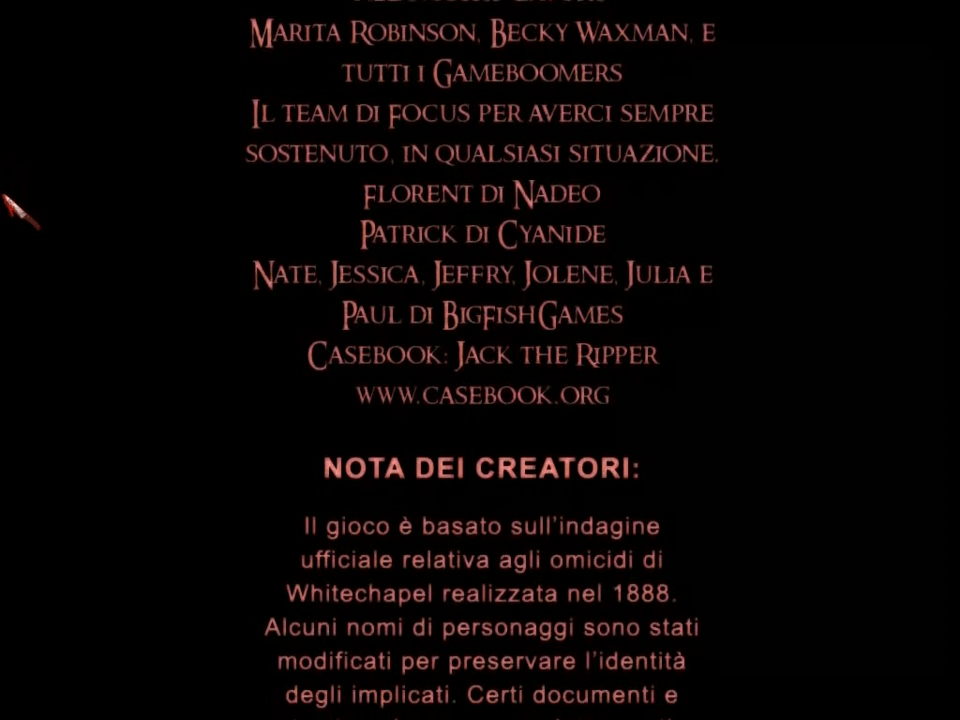 Marita Robinson, Becky Waxman, e
tutti i Gameboomers
Il team di Focus per averci sempre
sostenuto, in qualsiasi situazione.
Florent di Nadeo
Patrick di Cyanide
Nate, Jessica, Jeffry, Jolene, Julia e
Paul di BigFishGames
Casebook: Jack the Ripper
www.casebook.org
NOTA DEI CREATORI:
Il gioco è basato sull'indagine
ufficiale relativa agli omicidi di
Whitechapel realizzata nel 1888.
Alcuni nomi di personaggi sono stati
modificati per preservare l'identità
degli implicati. Certi documenti e